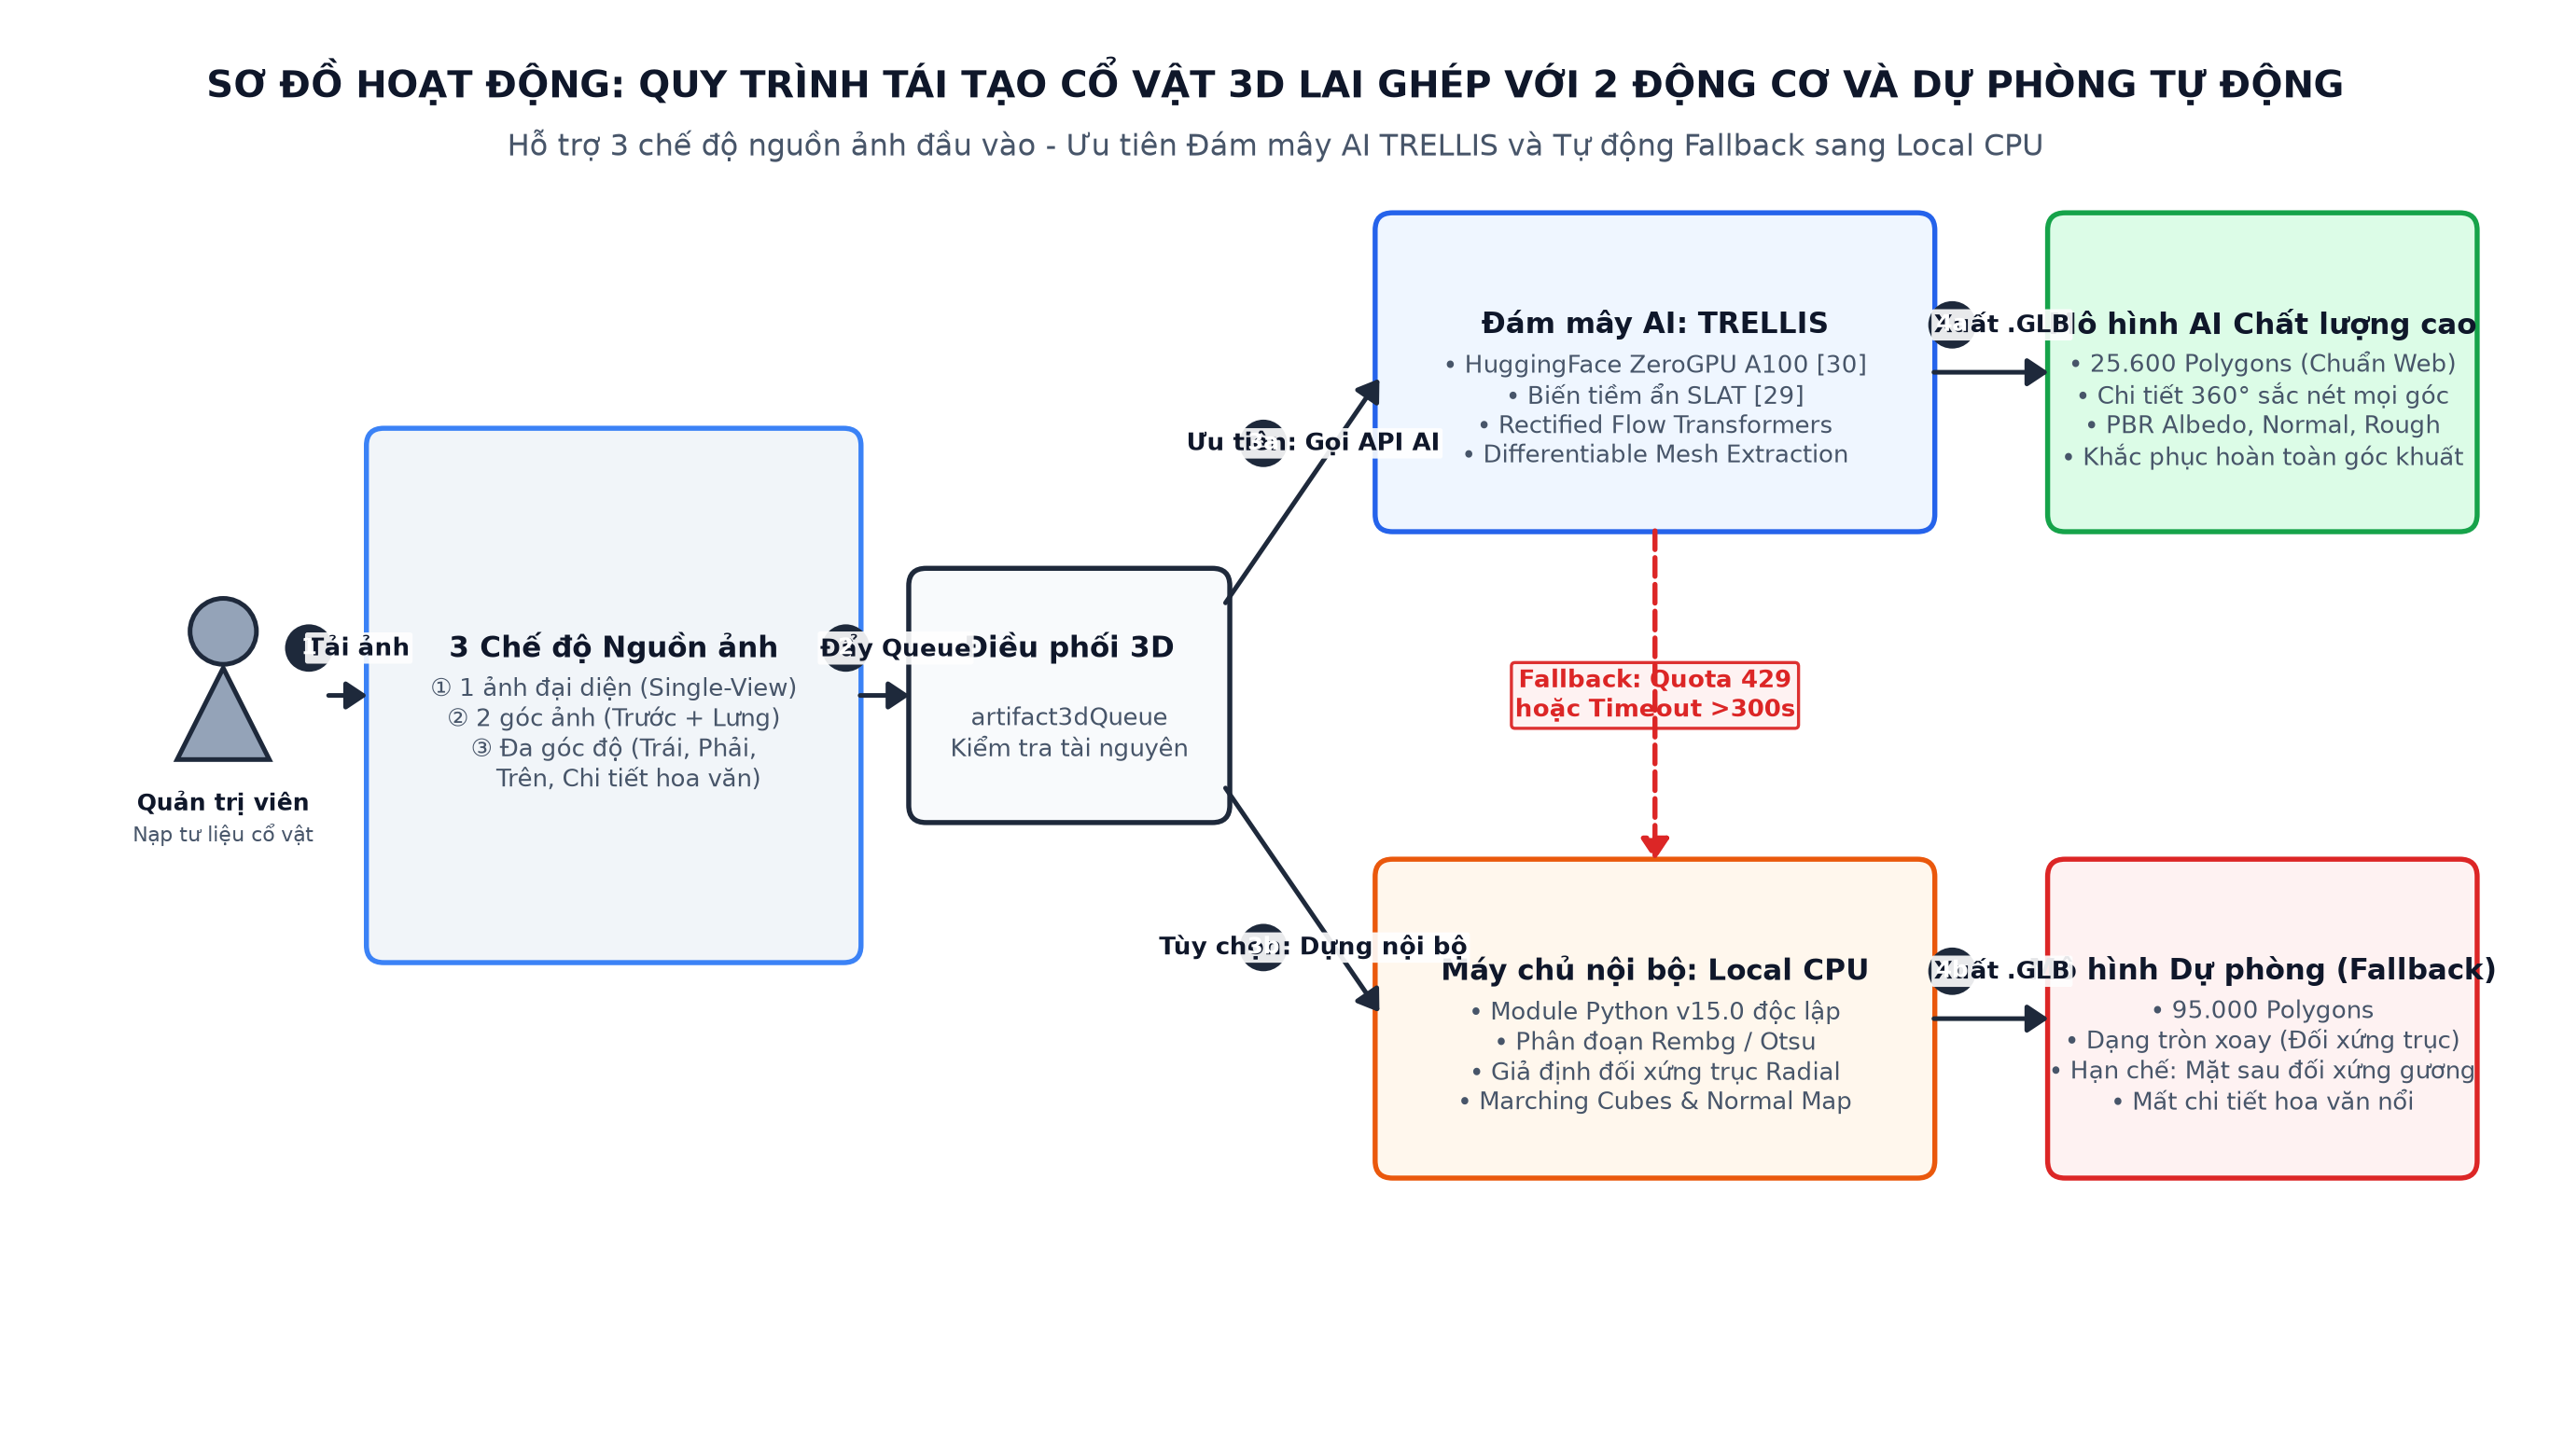 SƠ ĐỒ HOẠT ĐỘNG: QUY TRÌNH TÁI TẠO CỔ VẬT 3D LAI GHÉP VỚI 2 ĐỘNG CƠ VÀ DỰ PHÒNG TỰ ĐỘNG
Hỗ trợ 3 chế độ nguồn ảnh đầu vào - Ưu tiên Đám mây AI TRELLIS và Tự động Fallback sang Local CPU
Quản trị viên
Nạp tư liệu cổ vật
Tải ảnh
3 Chế độ Nguồn ảnh
① 1 ảnh đại diện (Single-View)
② 2 góc ảnh (Trước + Lưng)
③ Đa góc độ (Trái, Phải,
Trên, Chi tiết hoa văn)
Đẩy Queue
Điều phối 3D
artifact3dQueue
Kiểm tra tài nguyên
Ưu tiên: Gọi API AI
Đám mây AI: TRELLIS
• HuggingFace ZeroGPU A100 [30]
• Biến tiềm ẩn SLAT [29]
• Rectified Flow Transformers
• Differentiable Mesh Extraction
Xuất .GLB
hình AI Chất lượng cao
• 25.600 Polygons (Chuẩn Web)
• Chi tiết 360° sắc nét mọi góc
• PBR Albedo, Normal, Rough
• Khắc phục hoàn toàn góc khuất
Fallback: Quota 429
hoặc Timeout >300s
Tùy chọn: Dựng nội bộ
Máy chủ nội bộ: Local CPU
• Module Python v15.0 độc lập
• Phân đoạn Rembg / Otsu
• Giả định đối xứng trục Radial
• Marching Cubes & Normal Map
Xuất .GLB
hình Dự phòng (Fallback)
• 95.000 Polygons
• Dạng tròn xoay (Đối xứng trục)
• Hạn chế: Mặt sau đối xứng gương
• Mất chi tiết hoa văn nổi